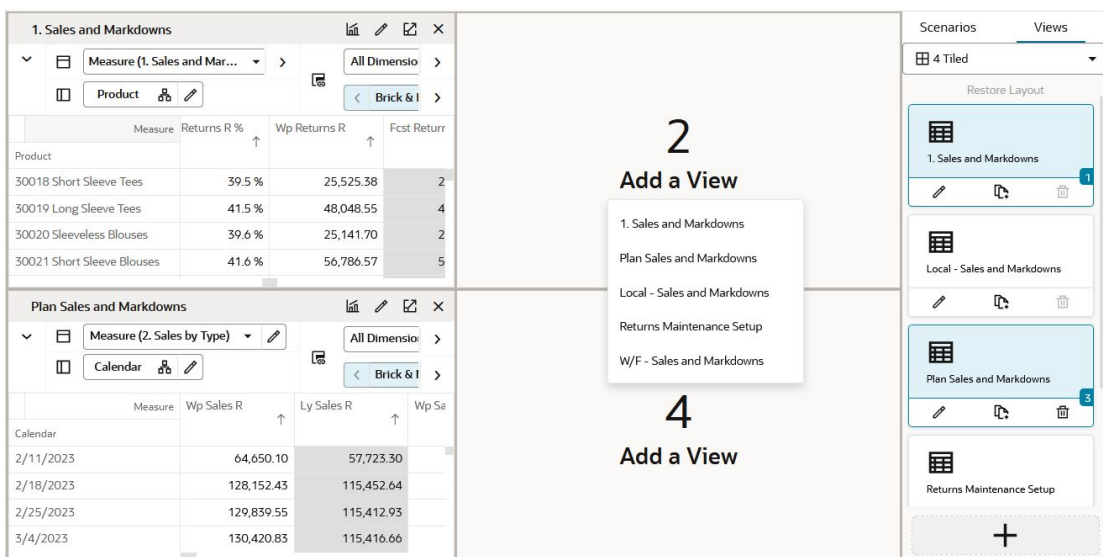 1. Sales and Markdowns
Measure (1. Sales and Mar...
All Dimensio
Product
Brick &
Measure Returns R % Wp Returns R Fcst Returr
Product
30018 Short Sleeve Tees 39.5 % 25,525.38 2
30019 Long Sleeve Tees 41.5 % 48,048.55 4
30020 Sleeveless Blouses 39.6 % 25,141.70 2
30021 Short Sleeve Blouses 41.6 % 56,786.57 5
2
Add a View
1. Sales and Markdowns
Plan Sales and Markdowns
Local - Sales and Markdowns
Returns Maintenance Setup
W/F - Sales and Markdowns
Plan Sales and Markdowns
Measure (2. Sales by Type)
All Dimensio
Calendar
Brick &
Measure Wp Sales R Ly Sales R Wp Sa
Calendar
2/11/2023 64,650.10 57,723.30
2/18/2023 128,152.43 115,452.64
2/25/2023 129,839.55 115,412.93
3/4/2023 130,420.83 115,416.66
4
Add a View
Scenarios Views
4 Tiled
Restore Layout
1. Sales and Markdowns
1
Local - Sales and Markdowns
Plan Sales and Markdowns
3
Returns Maintenance Setup